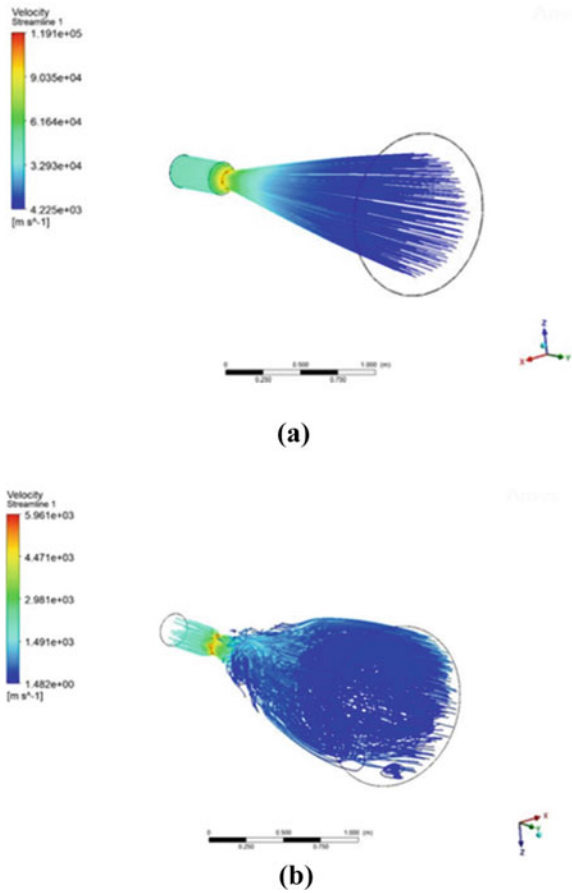 Velocity
Streamline 1
1.191e+05
9.035e+04
6.164e+04
3.293e+04
4.225e+03
[m s^-1]
Z
X Y
0 0.500 1.000 (m)
0.250 0.750
(a)
Velocity
Streamline 1
5.961e+03
4.471e+03
2.981e+03
1.491e+03
1.482e+00
[m s^-1]
X
Y
Z
0 0.500 1.000 (m)
0.250 0.750
(b)